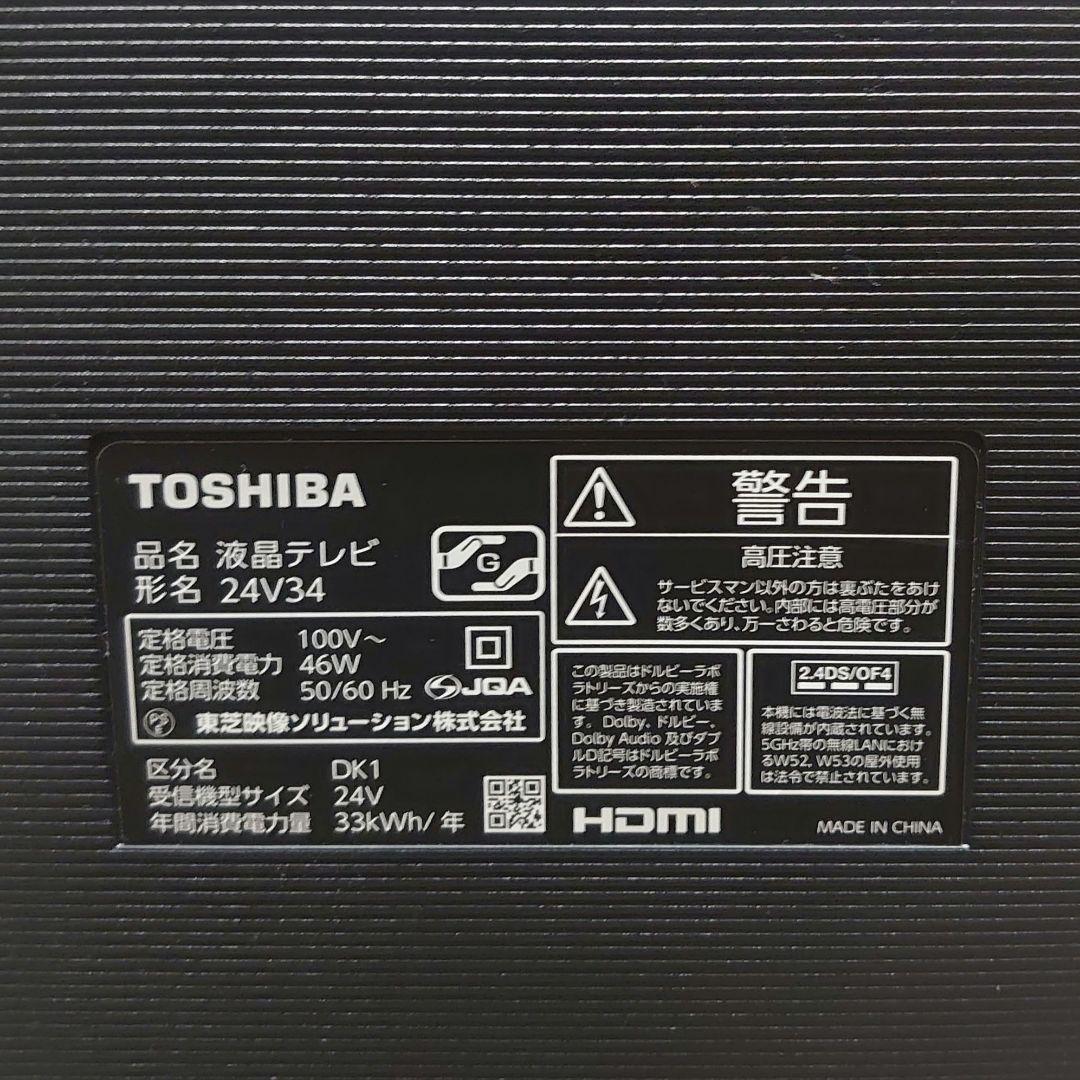 TOSHIBA
品名 液晶テレビ
形名 24V34
G
定格電圧 100V～
定格消費電力 46W
定格周波数 50/60 Hz
JQA
PSE 東芝映像ソリューション株式会社
区分名 DK1
受信機型サイズ 24V
年間消費電力量 33kWh/年
警告
高圧注意
サービスマン以外の方は裏ぶたをあけ
ないでください。内部には高電圧部分が
数多くあり、万一さわると危険です。
この製品はドルビーラボ
ラトリーズからの実施権
に基づき製造されていま
す。Dolby、ドルビー、
Dolby Audio 及びダブ
ルD記号はドルビーラボ
ラトリーズの商標です。
2.4DS/OF4
本機には電波法に基づく無
線設備が内蔵されています。
5GHz帯の無線LANにおけ
るW52, W53の屋外使用
は法令で禁止されています。
HDMI
MADE IN CHINA